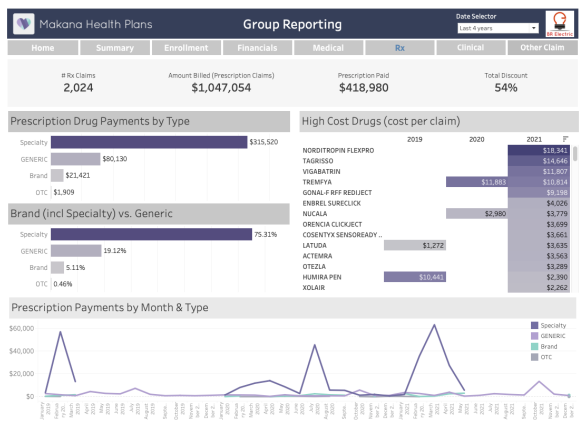 Makana Health Plans
Group Reporting
Date Selector
Last 4 years
BR Electric
Home Summary Enrollment Financials Medical Rx Clinical Other Claim
# Rx Claims
2,024
Amount Billed (Prescription Claims)
$1,047,054
Prescription Paid
$418,980
Total Discount
54%
Prescription Drug Payments by Type
Specialty $315,520
GENERIC $80,130
Brand $21,421
OTC $1,909
Brand (incl Specialty) vs. Generic
Specialty 75.31%
GENERIC 19.12%
Brand 5.11%
OTC 0.46%
High Cost Drugs (cost per claim)
2019 2020 2021
NORDITROPIN FLEXPRO $18,341
TAGRISSO $14,646
VIGABATRIN $11,807
TREMFYA $11,883 $10,814
GONAL-F RFF REDIJECT $9,198
ENBREL SURECLICK $4,026
NUCALA $2,980 $3,779
ORENCIA CLICKJECT $3,699
COSENTYX SENSOREADY .. $3,661
LATUDA $1,272 $3,635
ACTEMRA $3,563
OTEZLA $3,289
HUMIRA PEN $10,441 $2,390
XOLAIR $2,262
Prescription Payments by Month & Type
$60,000
$40,000
$20,000
$0
Specialty
GENERIC
Brand
OTC